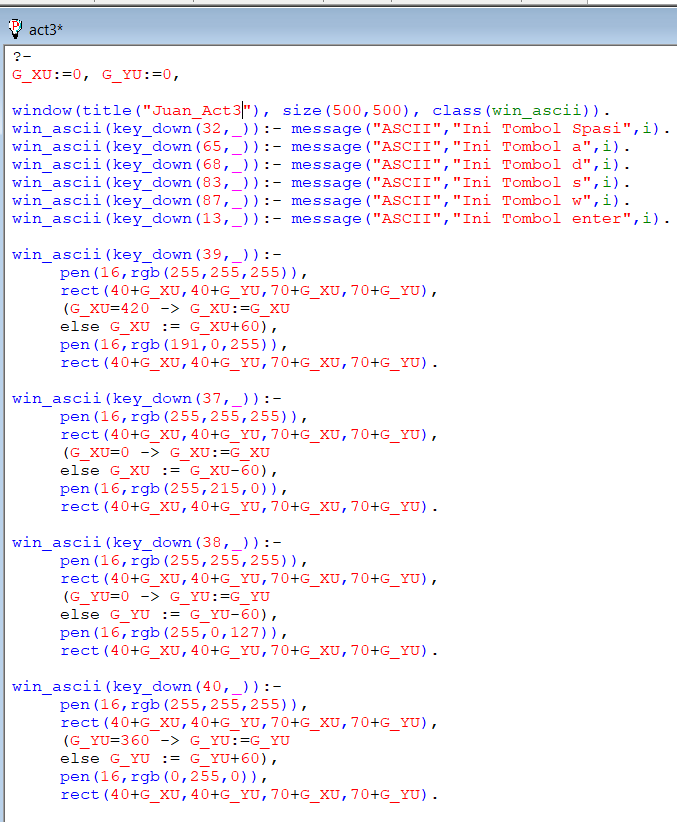 act3*
?-
G_XU:=0, G_YU:=0,
window(title("Juan_Act3"), size(500,500), class(win_ascii)).
win_ascii(key_down(32,_)):- message("ASCII","Ini Tombol Spasi",i).
win_ascii(key_down(65,_)):- message("ASCII","Ini Tombol a",i).
win_ascii(key_down(68,_)):- message("ASCII","Ini Tombol d",i).
win_ascii(key_down(83,_)):- message("ASCII","Ini Tombol s",i).
win_ascii(key_down(87,_)):- message("ASCII","Ini Tombol w",i).
win_ascii(key_down(13,_)):- message("ASCII","Ini Tombol enter",i).
win_ascii(key_down(39,_)):-
pen(16,rgb(255,255,255)),
rect(40+G_XU,40+G_YU,70+G_XU,70+G_YU),
(G_XU=420 -> G_XU:=G_XU
else G_XU := G_XU+60),
pen(16,rgb(191,0,255)),
rect(40+G_XU,40+G_YU,70+G_XU,70+G_YU).
win_ascii(key_down(37,_)):-
pen(16,rgb(255,255,255)),
rect(40+G_XU,40+G_YU,70+G_XU,70+G_YU),
(G_XU=0 -> G_XU:=G_XU
else G_XU := G_XU-60),
pen(16,rgb(255,215,0)),
rect(40+G_XU,40+G_YU,70+G_XU,70+G_YU).
win_ascii(key_down(38,_)):-
pen(16,rgb(255,255,255)),
rect(40+G_XU,40+G_YU,70+G_XU,70+G_YU),
(G_YU=0 -> G_YU:=G_YU
else G_YU := G_YU-60),
pen(16,rgb(255,0,127)),
rect(40+G_XU,40+G_YU,70+G_XU,70+G_YU).
win_ascii(key_down(40,_)):-
pen(16,rgb(255,255,255)),
rect(40+G_XU,40+G_YU,70+G_XU,70+G_YU),
(G_YU=360 -> G_YU:=G_YU
else G_YU := G_YU+60),
pen(16,rgb(0,255,0)),
rect(40+G_XU,40+G_YU,70+G_XU,70+G_YU).